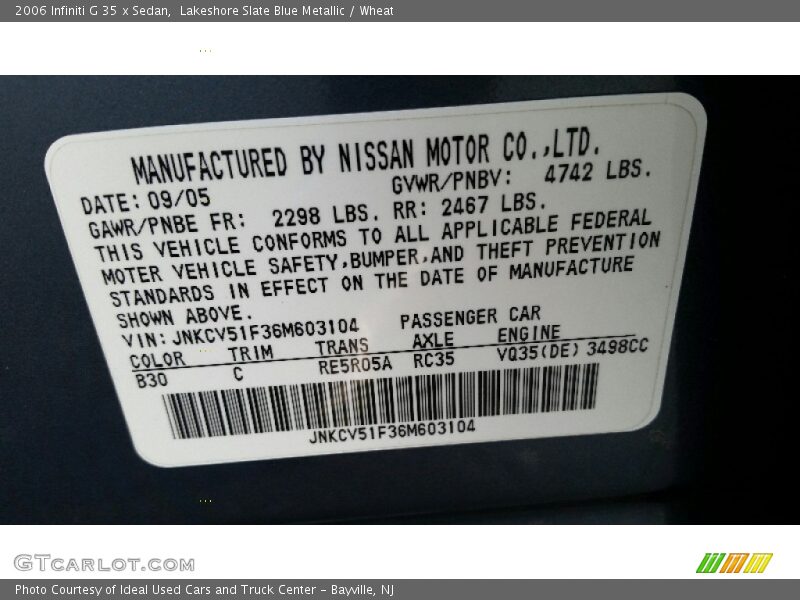 2006 Infiniti G 35 x Sedan,  Lakeshore Slate Blue Metallic / Wheat
MANUFACTURED BY NISSAN MOTOR CO.,LTD.
DATE: 09/05 GVWR/PNBV: 4742 LBS.
GAWR/PNBE FR: 2298 LBS. RR: 2467 LBS.
THIS VEHICLE CONFORMS TO ALL APPLICABLE FEDERAL
MOTER VEHICLE SAFETY,BUMPER,AND THEFT PREVENTION
STANDARDS IN EFFECT ON THE DATE OF MANUFACTURE
SHOWN ABOVE.
VIN: JNKCV51F36M603104 PASSENGER CAR
COLOR TRIM TRANS AXLE ENGINE
B30 C RE5R05A RC35 VQ35(DE) 3498CC
JNKCV51F36M603104
GTCarlot.com
Photo Courtesy of Ideal Used Cars and Truck Center - Bayville, NJ